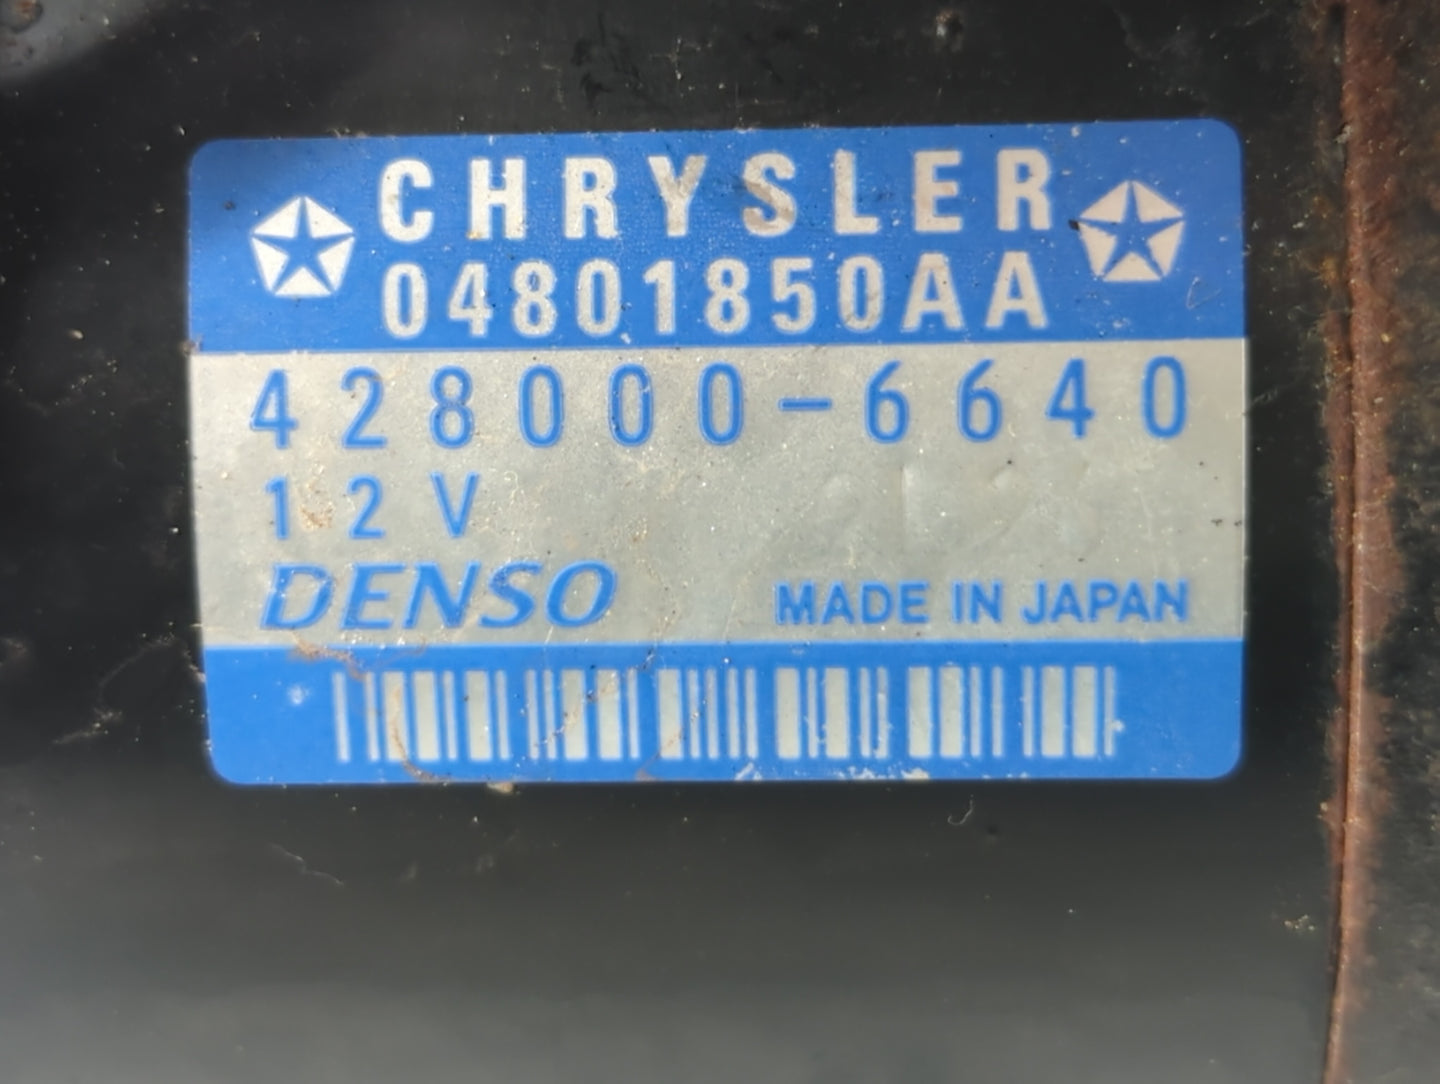 CHRYSLER
04801850AA
428000-6640
12V
DENSO
MADE IN JAPAN